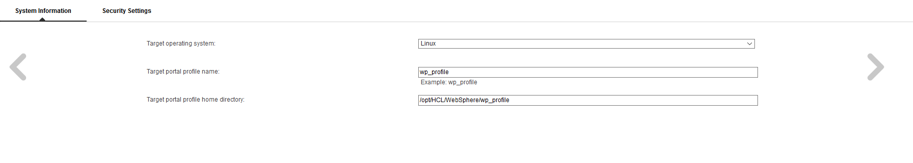 System Information
Security Settings
Target operating system:
Linux
Target portal profile name:
wp_profile
Example: wp_profile
Target portal profile home directory:
/opt/HCL/WebSphere/wp_profile